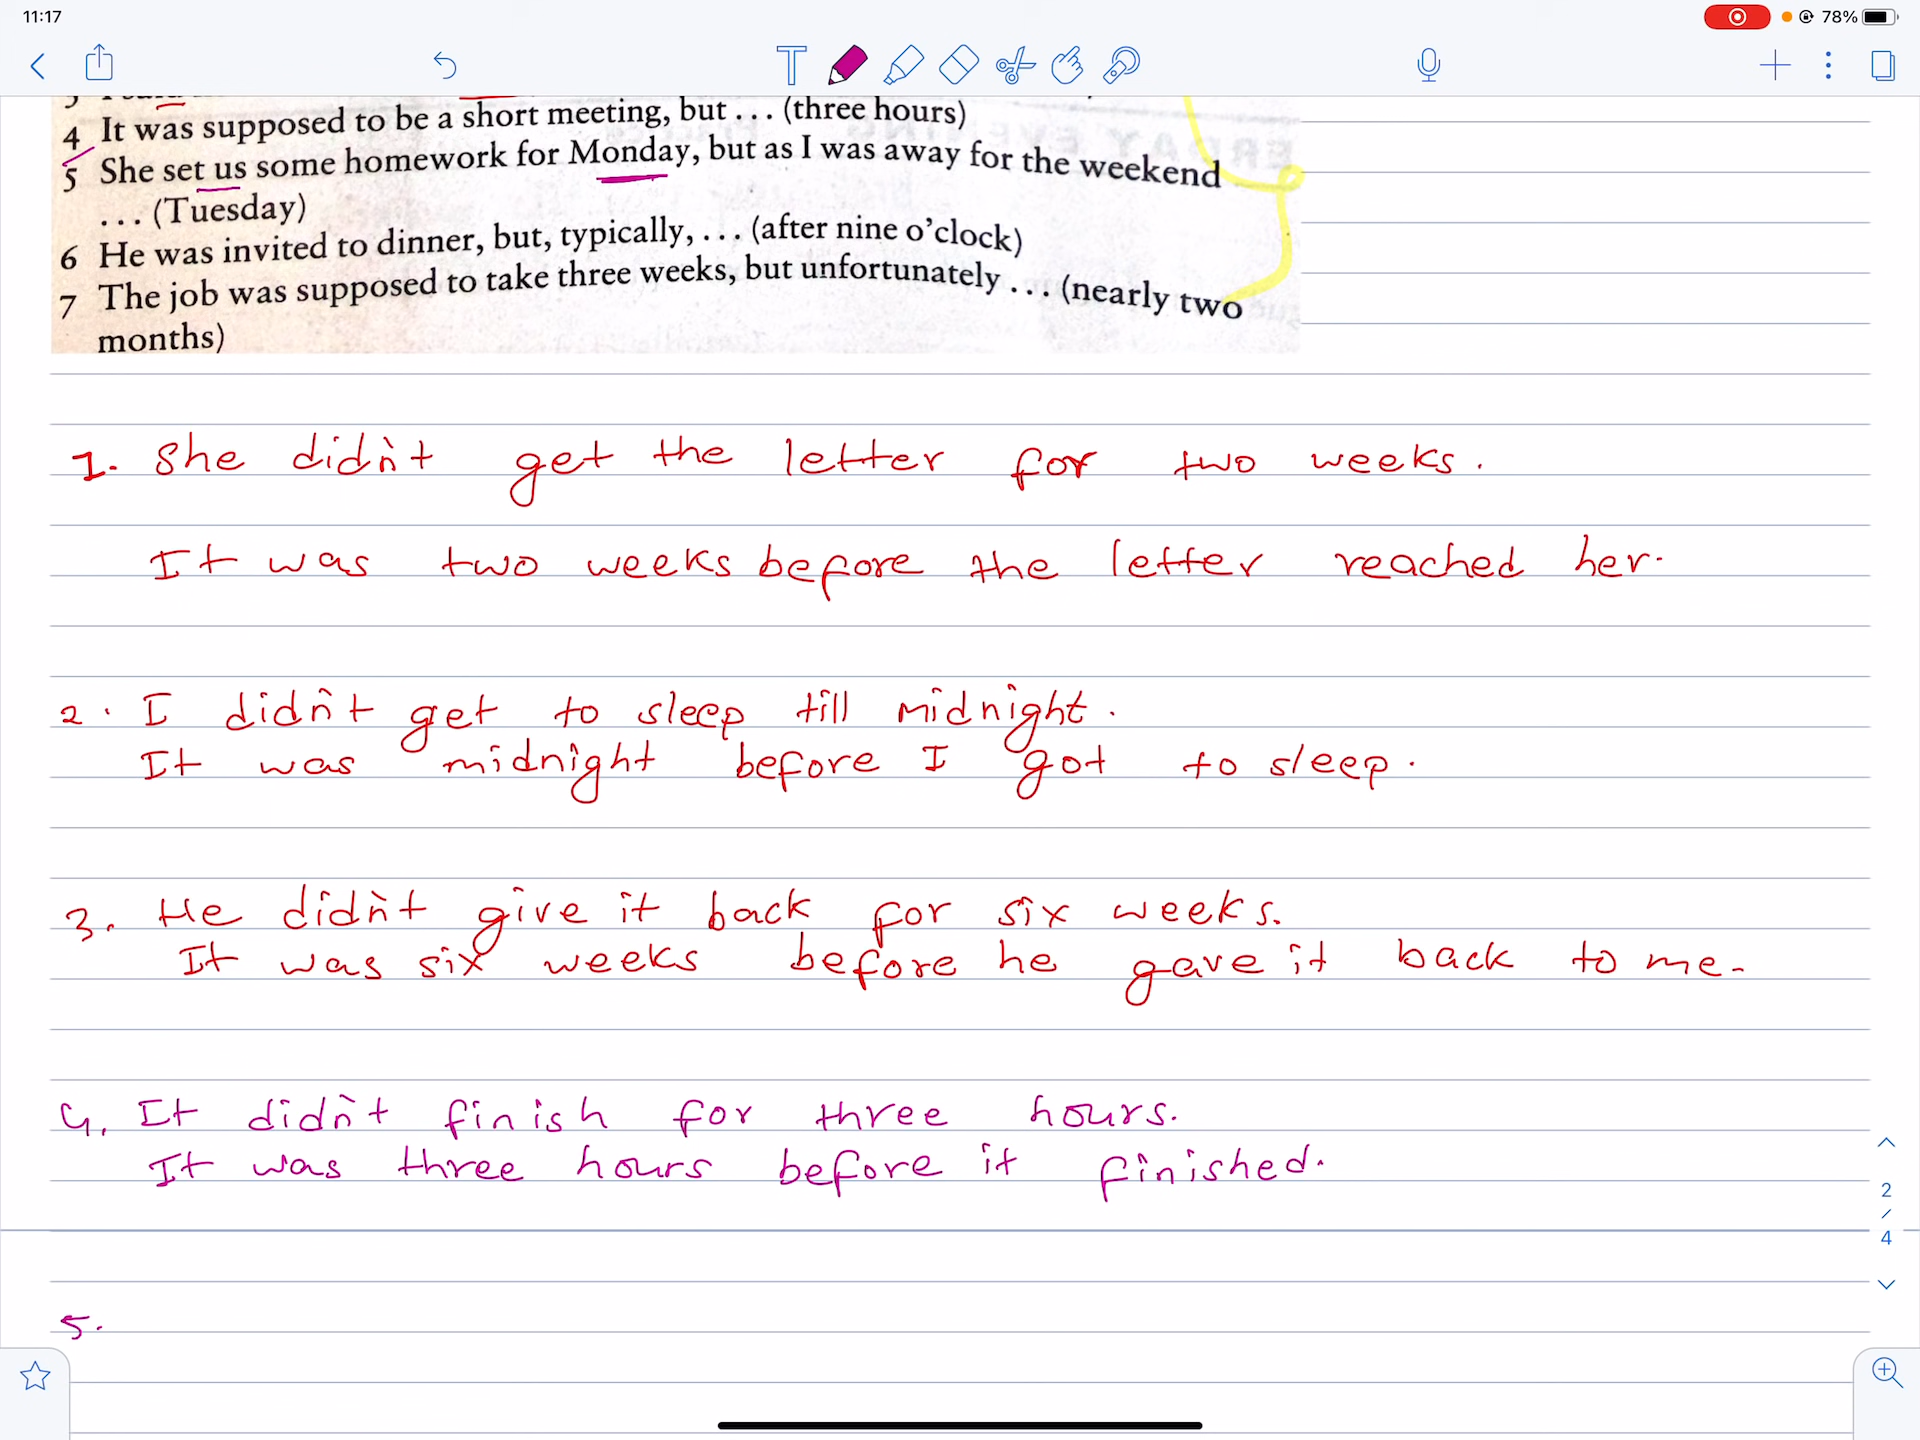 11:17
78%
4 It was supposed to be a short meeting, but ... (three hours)
5 She set us some homework for Monday, but as I was away for the weekend
... (Tuesday)
6 He was invited to dinner, but, typically, ... (after nine o'clock)
7 The job was supposed to take three weeks, but unfortunately ... (nearly two
months)
1. She didn't get the letter for two weeks.
It was two weeks before the letter reached her.
2. I didn't get to sleep till midnight.
It was midnight before I got to sleep.
3. He didn't give it back for six weeks.
It was six weeks before he gave it back to me.
4. It didn't finish for three hours.
It was three hours before it finished.
2
/
4
5.